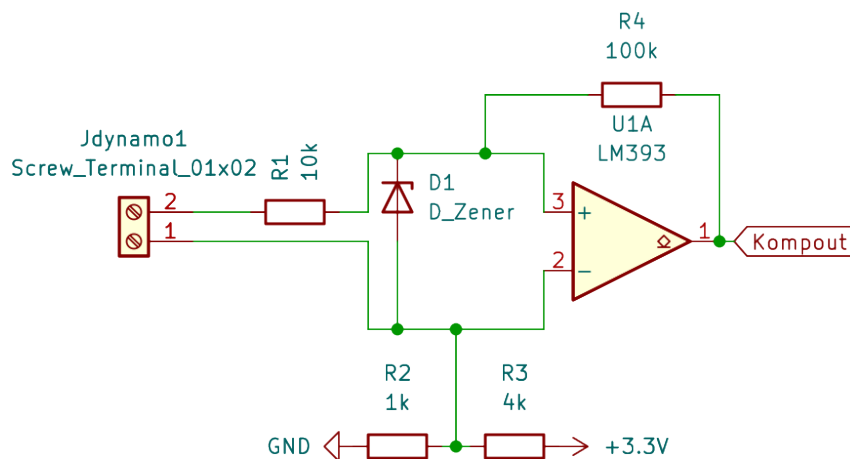 R4
100k
Jdynamo1
Screw_Terminal_01x02
R1
10k
U1A
LM393
D1
D_Zener
2
1
3
+
2
−
1
Kompout
R2
1k
R3
4k
GND
+3.3V